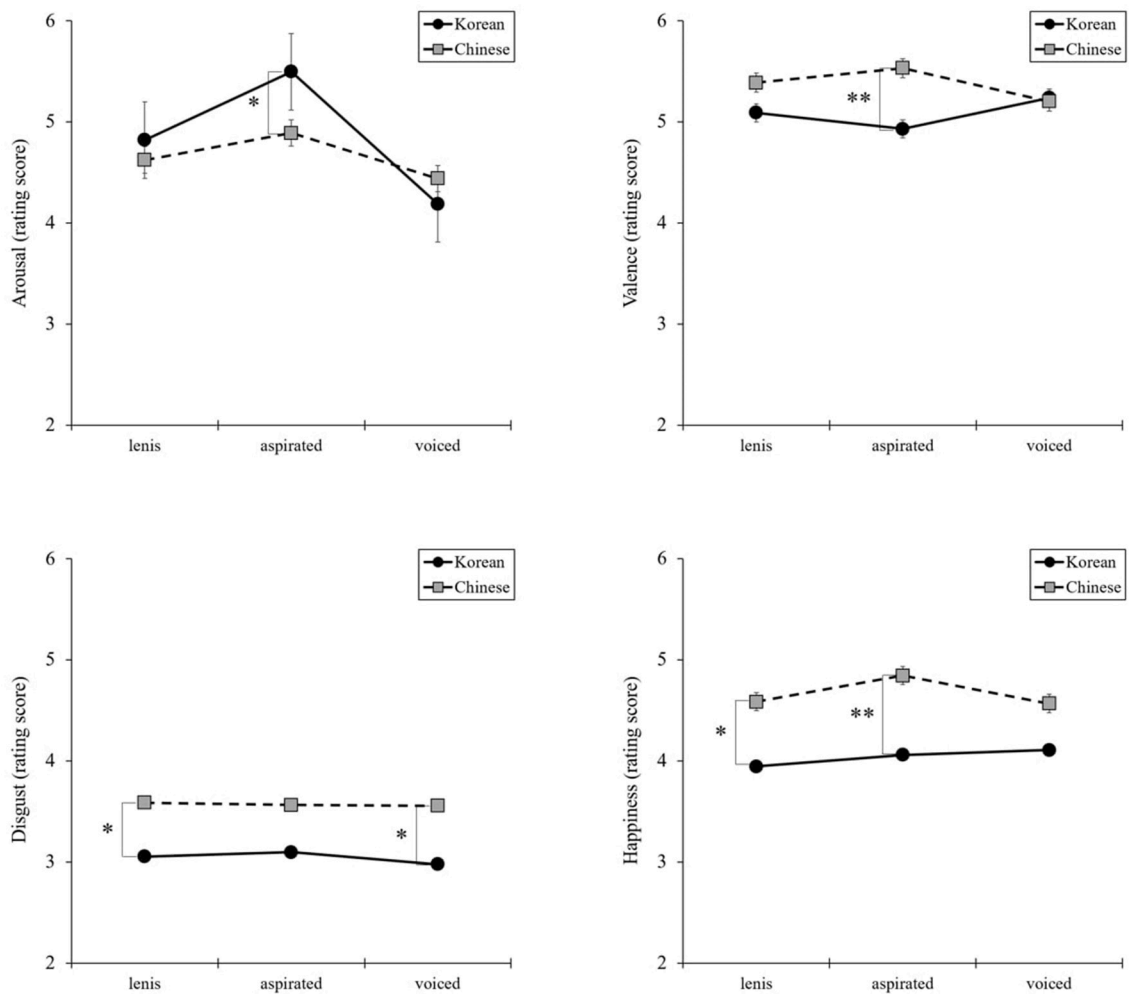 6
5
4
3
2
Arousal (rating score)
Korean
Chinese
*
lenis
aspirated
voiced
6
5
4
3
2
Valence (rating score)
Korean
Chinese
**
lenis
aspirated
voiced
6
5
4
3
2
Disgust (rating score)
Korean
Chinese
*
*
lenis
aspirated
voiced
6
5
4
3
2
Happiness (rating score)
Korean
Chinese
*
**
lenis
aspirated
voiced